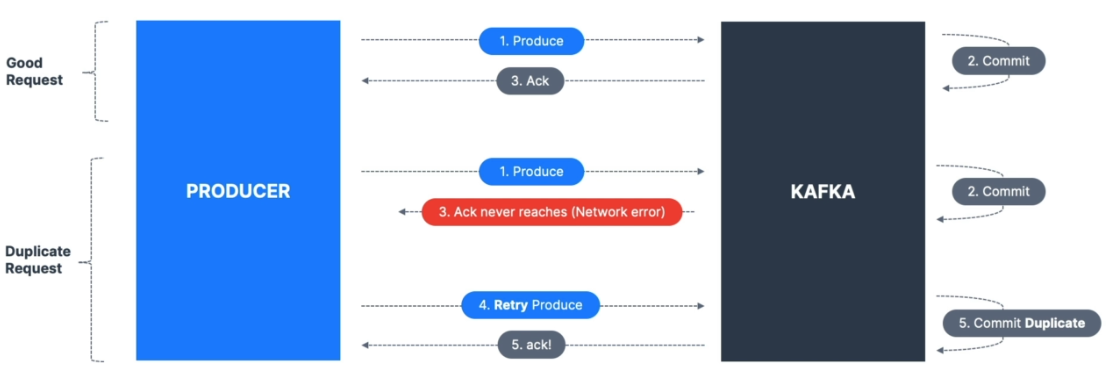 Good
Request
PRODUCER
KAFKA
1. Produce
2. Commit
3. Ack
Duplicate
Request
1. Produce
2. Commit
3. Ack never reaches (Network error)
4. Retry Produce
5. Commit Duplicate
5. ack!